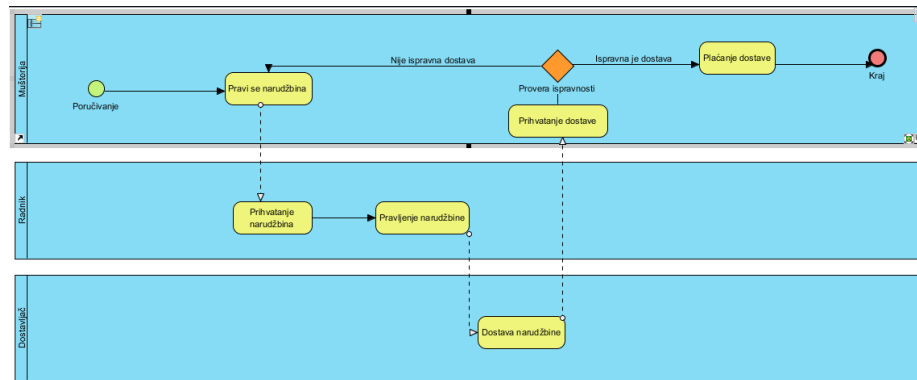 Mušterija
Poručivanje
Pravi se narudžbina
Nije ispravna dostava
Provera ispravnosti
Prihvatanje dostave
Ispravna je dostava
Plaćanje dostave
Kraj
Radnik
Prihvatanje
narudžbina
Pravljenje narudžbine
Dostavljač
Dostava narudžbine